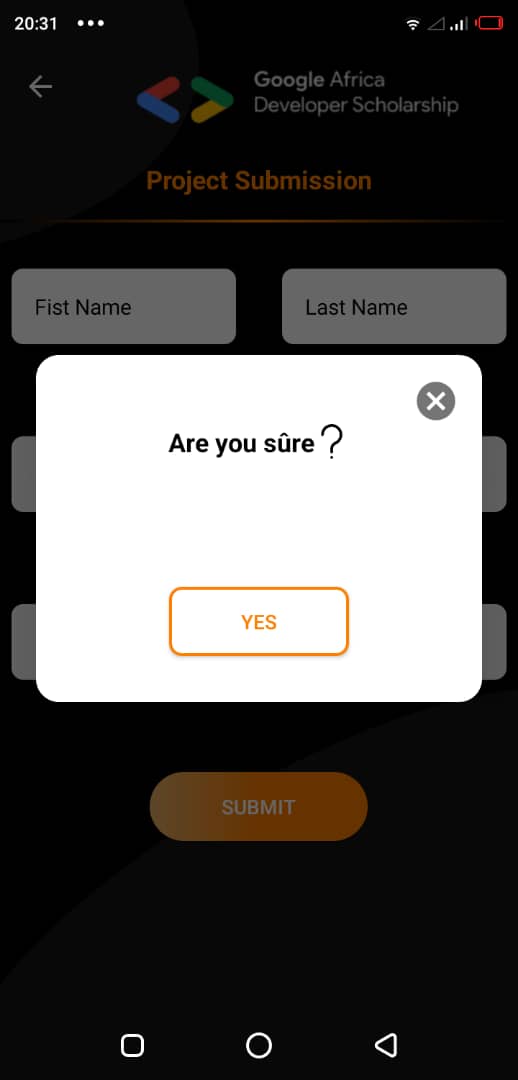 20:31
Google Africa
Developer Scholarship
Project Submission
Fist Name
Last Name
Are you sûre ?
YES
SUBMIT